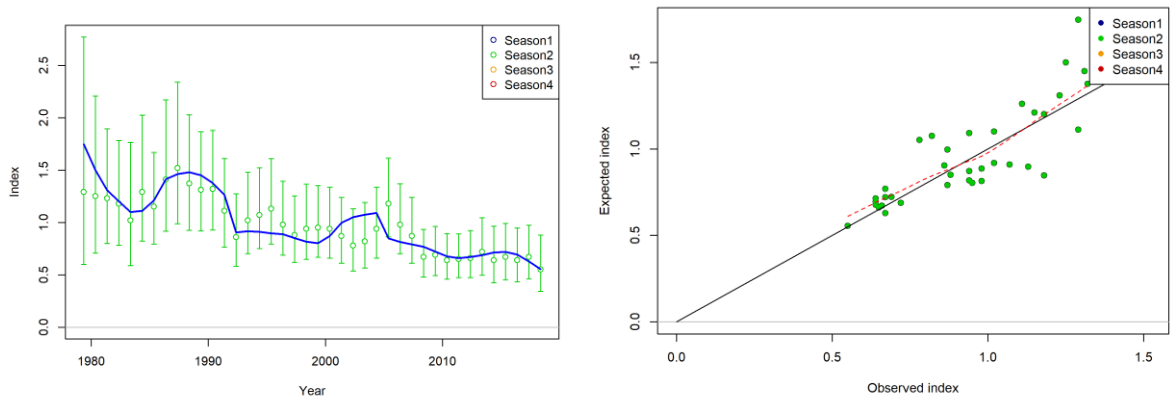 Season1
Season2
Season3
Season4
Index
0.0
0.5
1.0
1.5
2.0
2.5
1980
1990
2000
2010
Year
Season1
Season2
Season3
Season4
Expected index
0.0
0.5
1.0
1.5
0.0
0.5
1.0
1.5
Observed index